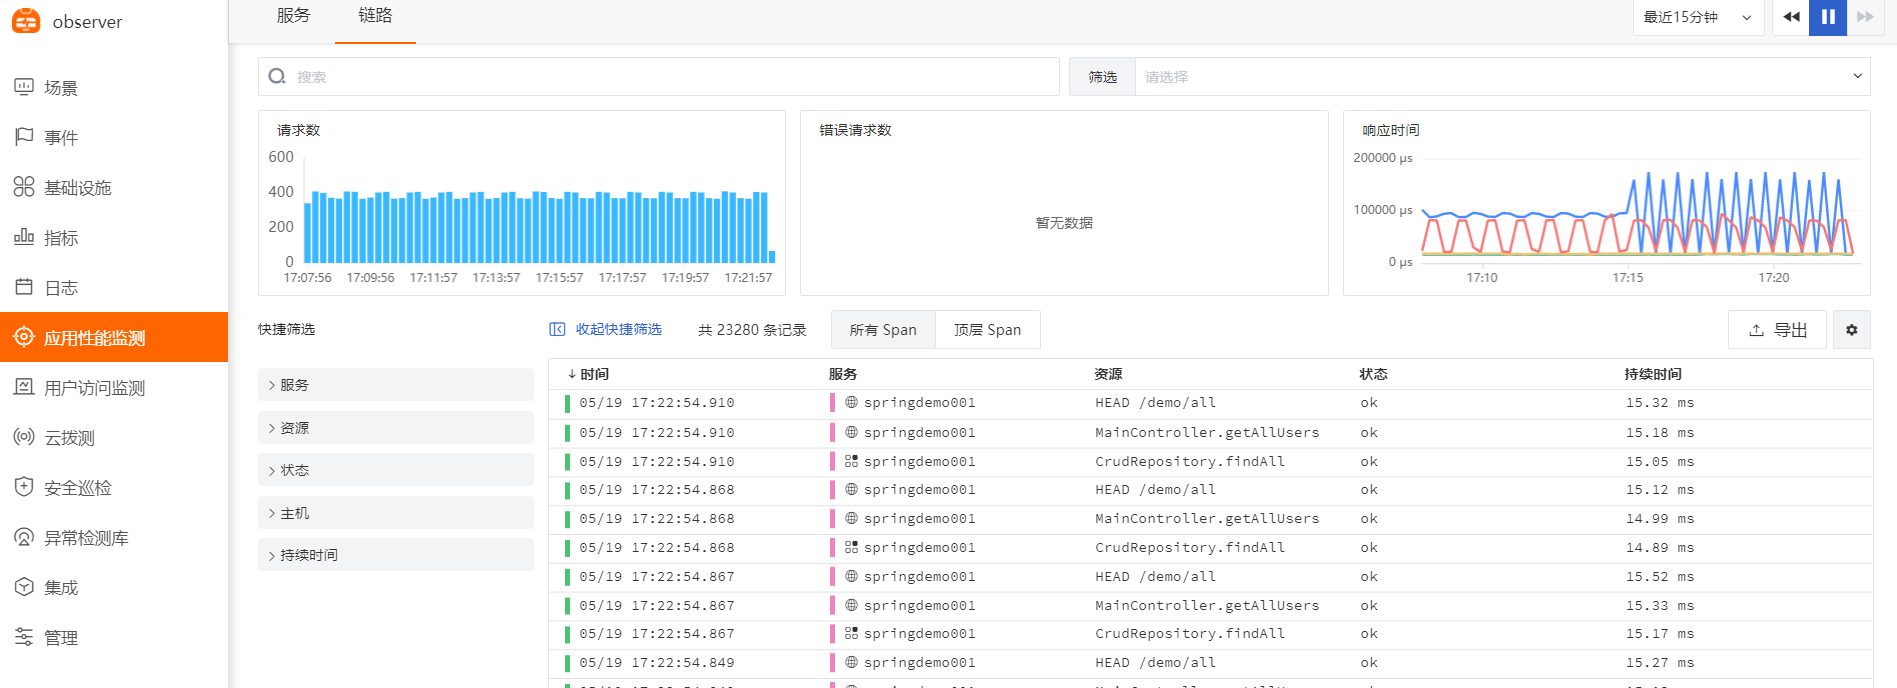 observer
服务
链路
最近15分钟
场景
事件
基础设施
指标
日志
应用性能监测
用户访问监测
云拨测
安全巡检
异常检测库
集成
管理
搜索
筛选
请选择
请求数
600
400
200
0
17:07:56
17:09:56
17:11:57
17:13:57
17:15:57
17:17:57
17:19:57
17:21:57
错误请求数
暂无数据
响应时间
200000 μs
100000 μs
0 μs
17:10
17:15
17:20
快捷筛选
服务
资源
状态
主机
持续时间
收起快捷筛选
共 23280 条记录
所有 Span
顶层 Span
导出
时间 服务 资源 状态 持续时间
05/19 17:22:54.910 springdemo001 HEAD /demo/all ok 15.32 ms
05/19 17:22:54.910 springdemo001 MainController.getAllUsers ok 15.18 ms
05/19 17:22:54.910 springdemo001 CrudRepository.findAll ok 15.05 ms
05/19 17:22:54.868 springdemo001 HEAD /demo/all ok 15.12 ms
05/19 17:22:54.868 springdemo001 MainController.getAllUsers ok 14.99 ms
05/19 17:22:54.868 springdemo001 CrudRepository.findAll ok 14.89 ms
05/19 17:22:54.867 springdemo001 HEAD /demo/all ok 15.52 ms
05/19 17:22:54.867 springdemo001 MainController.getAllUsers ok 15.33 ms
05/19 17:22:54.867 springdemo001 CrudRepository.findAll ok 15.17 ms
05/19 17:22:54.849 springdemo001 HEAD /demo/all ok 15.27 ms